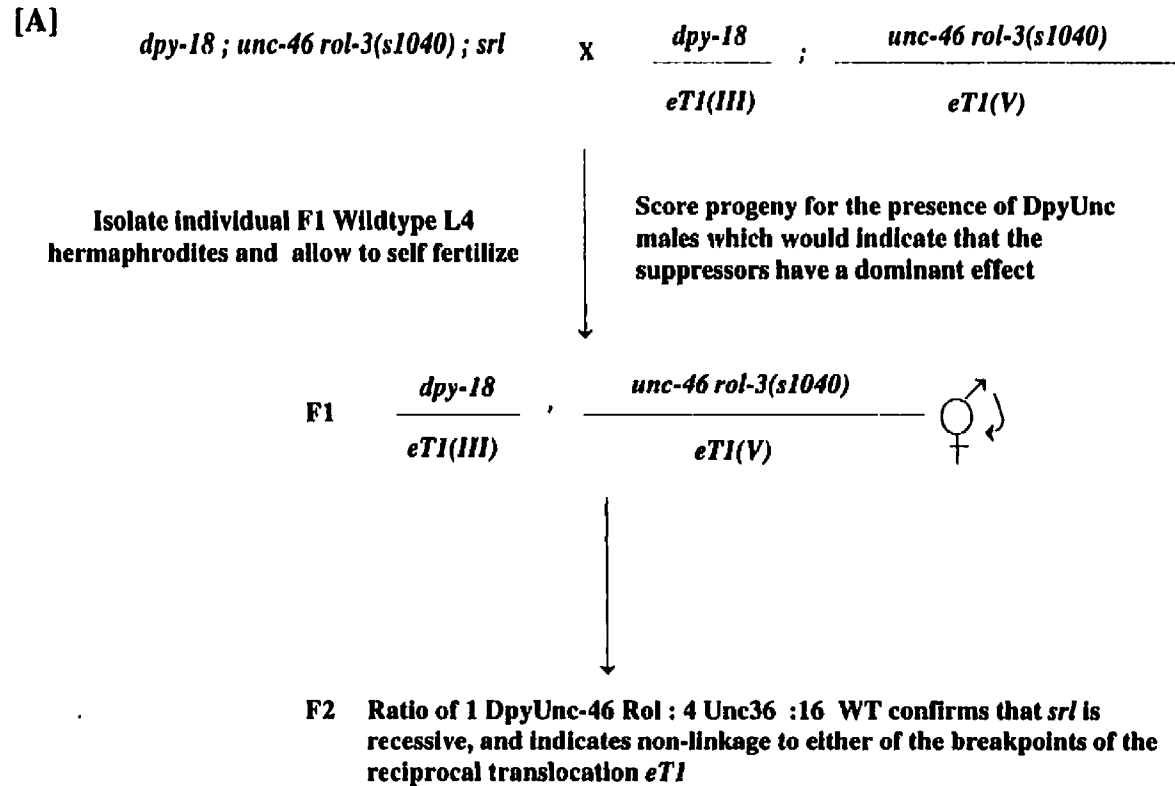 [A]
dpy-18 ; unc-46 rol-3(s1040) ; srl X dpy-18 ; unc-46 rol-3(s1040)
eT1(III) eT1(V)
Isolate individual F1 Wildtype L4
hermaphrodites and allow to self fertilize
Score progeny for the presence of DpyUnc
males which would indicate that the
suppressors have a dominant effect
F1 dpy-18 , unc-46 rol-3(s1040)
eT1(III) eT1(V)
F2 Ratio of 1 DpyUnc-46 Rol : 4 Unc36 :16 WT confirms that srl is
recessive, and indicates non-linkage to either of the breakpoints of the
reciprocal translocation eT1